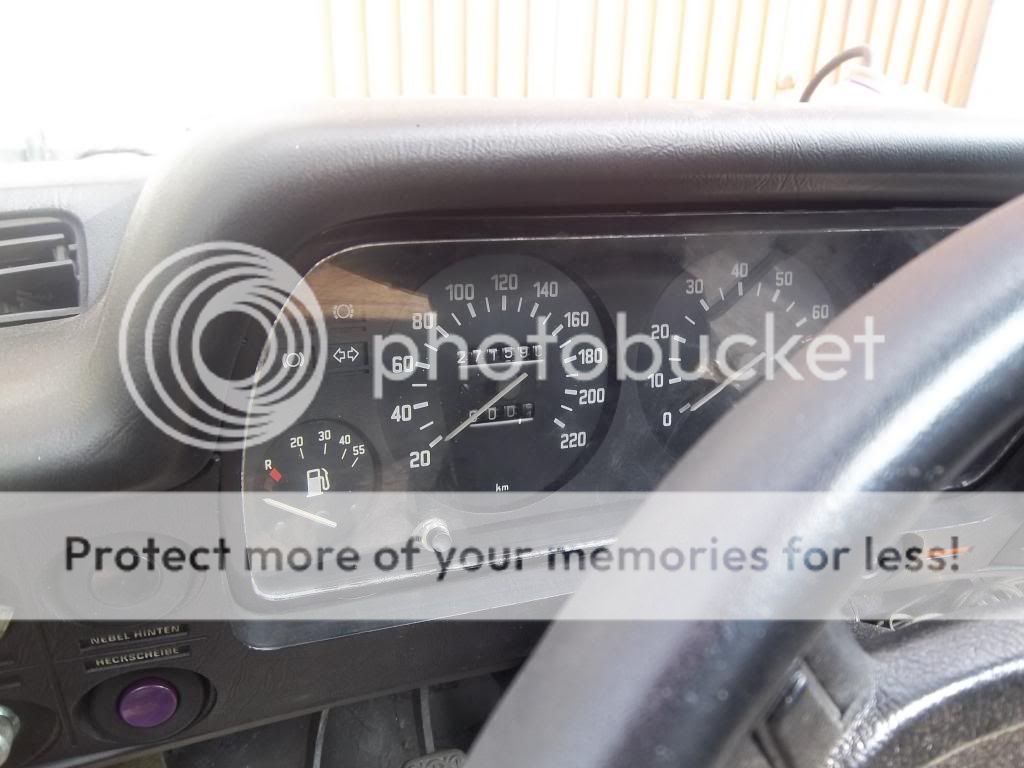 100 120 140
80 160
60 180
40 200
20 220
km
R 20 30 40 55
0 10 20 30 40 50 60
photobucket
Protect more of your memories for less!
NEBEL HINTEN
HECKSCHEIBE